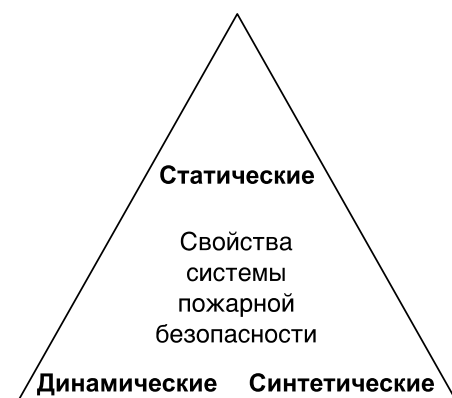 Статические
Свойства
системы
пожарной
безопасности
Динамические Синтетические